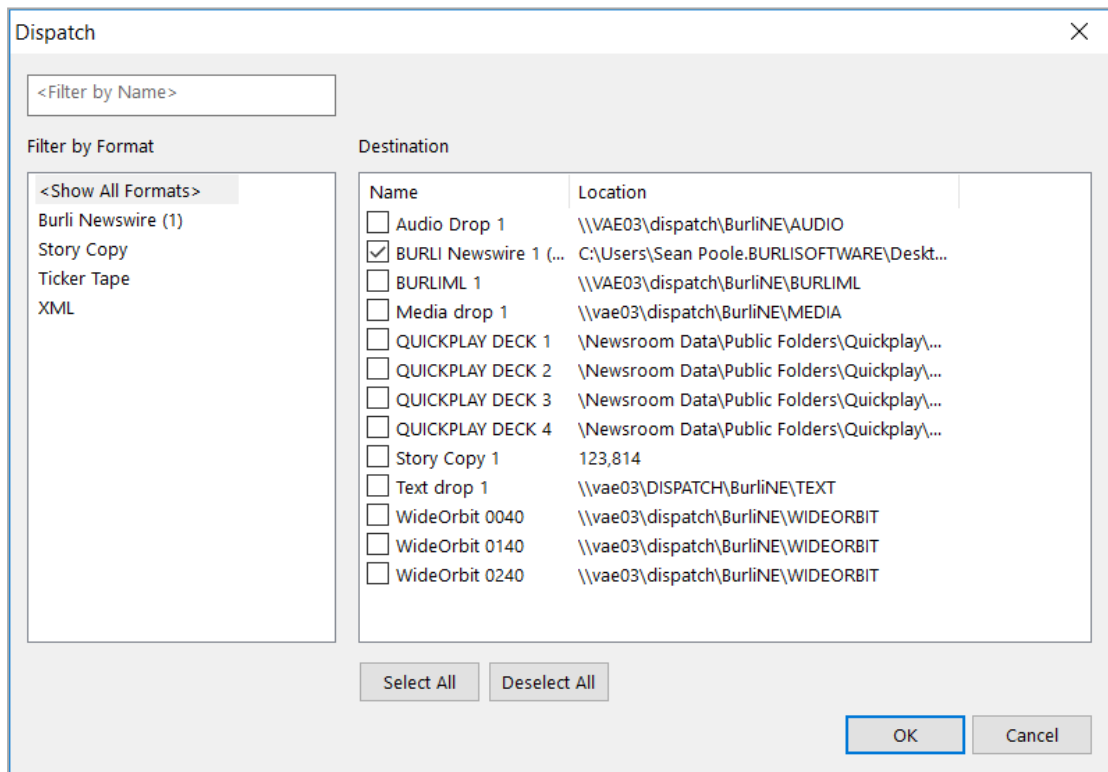 Dispatch
<Filter by Name>
Filter by Format
Destination
<Show All Formats>
Burli Newswire (1)
Story Copy
Ticker Tape
XML
Name Location
Audio Drop 1 \\VAE03\dispatch\BurliNE\AUDIO
BURLI Newswire 1 (... C:\Users\Sean Poole.BURLISOFTWARE\Deskt...
BURLIML 1 \\VAE03\dispatch\BurliNE\BURLIML
Media drop 1 \\vae03\dispatch\BurliNE\MEDIA
QUICKPLAY DECK 1 \Newsroom Data\Public Folders\Quickplay\...
QUICKPLAY DECK 2 \Newsroom Data\Public Folders\Quickplay\...
QUICKPLAY DECK 3 \Newsroom Data\Public Folders\Quickplay\...
QUICKPLAY DECK 4 \Newsroom Data\Public Folders\Quickplay\...
Story Copy 1 123,814
Text drop 1 \\vae03\DISPATCH\BurliNE\TEXT
WideOrbit 0040 \\vae03\dispatch\BurliNE\WIDEORBIT
WideOrbit 0140 \\vae03\dispatch\BurliNE\WIDEORBIT
WideOrbit 0240 \\vae03\dispatch\BurliNE\WIDEORBIT
Select All Deselect All
OK Cancel